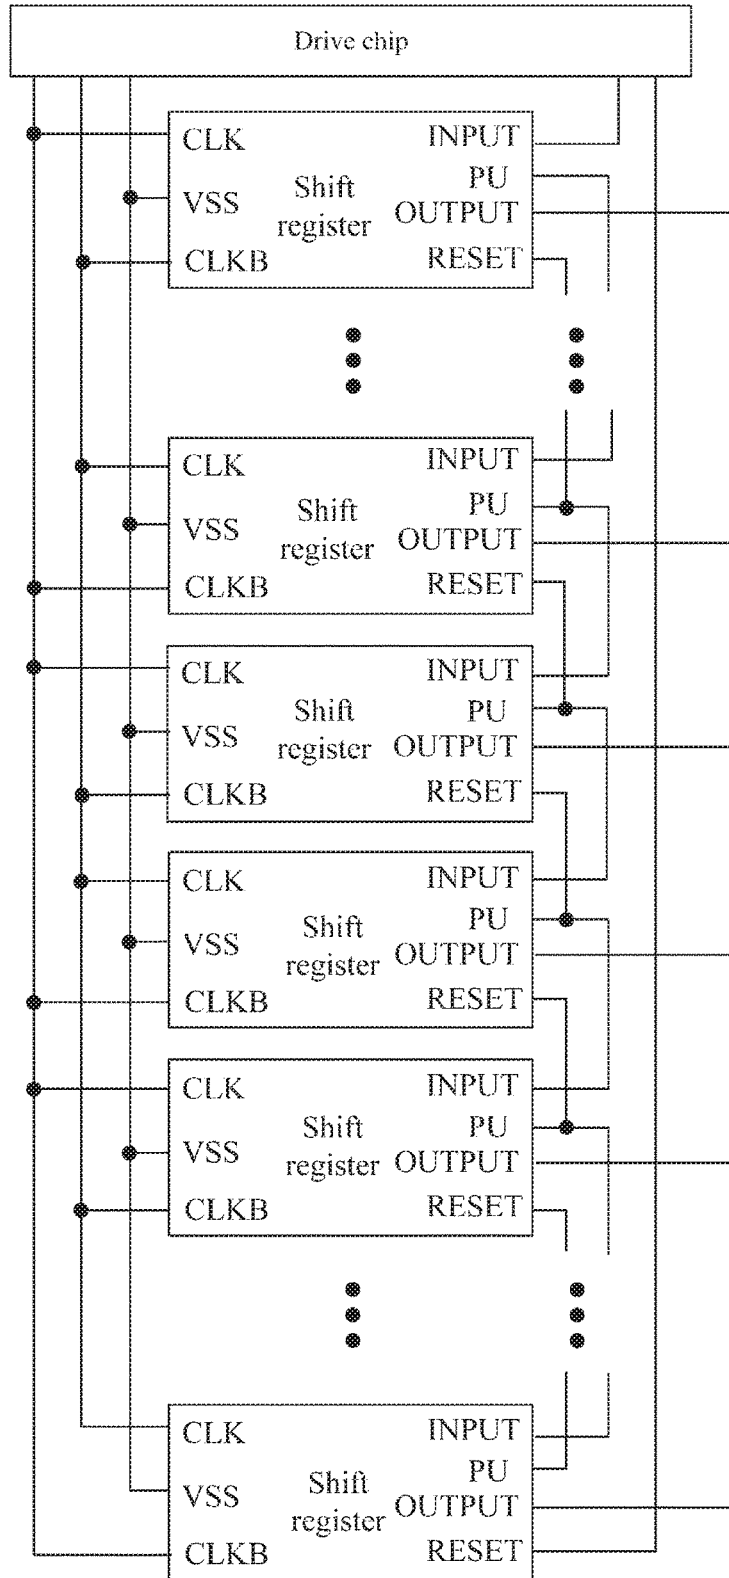 Drive chip
CLK
INPUT
PU
VSS
Shift
register
OUTPUT
CLKB
RESET
CLK
INPUT
PU
VSS
Shift
register
OUTPUT
CLKB
RESET
CLK
INPUT
PU
VSS
Shift
register
OUTPUT
CLKB
RESET
CLK
INPUT
PU
VSS
Shift
register
OUTPUT
CLKB
RESET
CLK
INPUT
PU
VSS
Shift
register
OUTPUT
CLKB
RESET
CLK
INPUT
PU
VSS
Shift
register
OUTPUT
CLKB
RESET